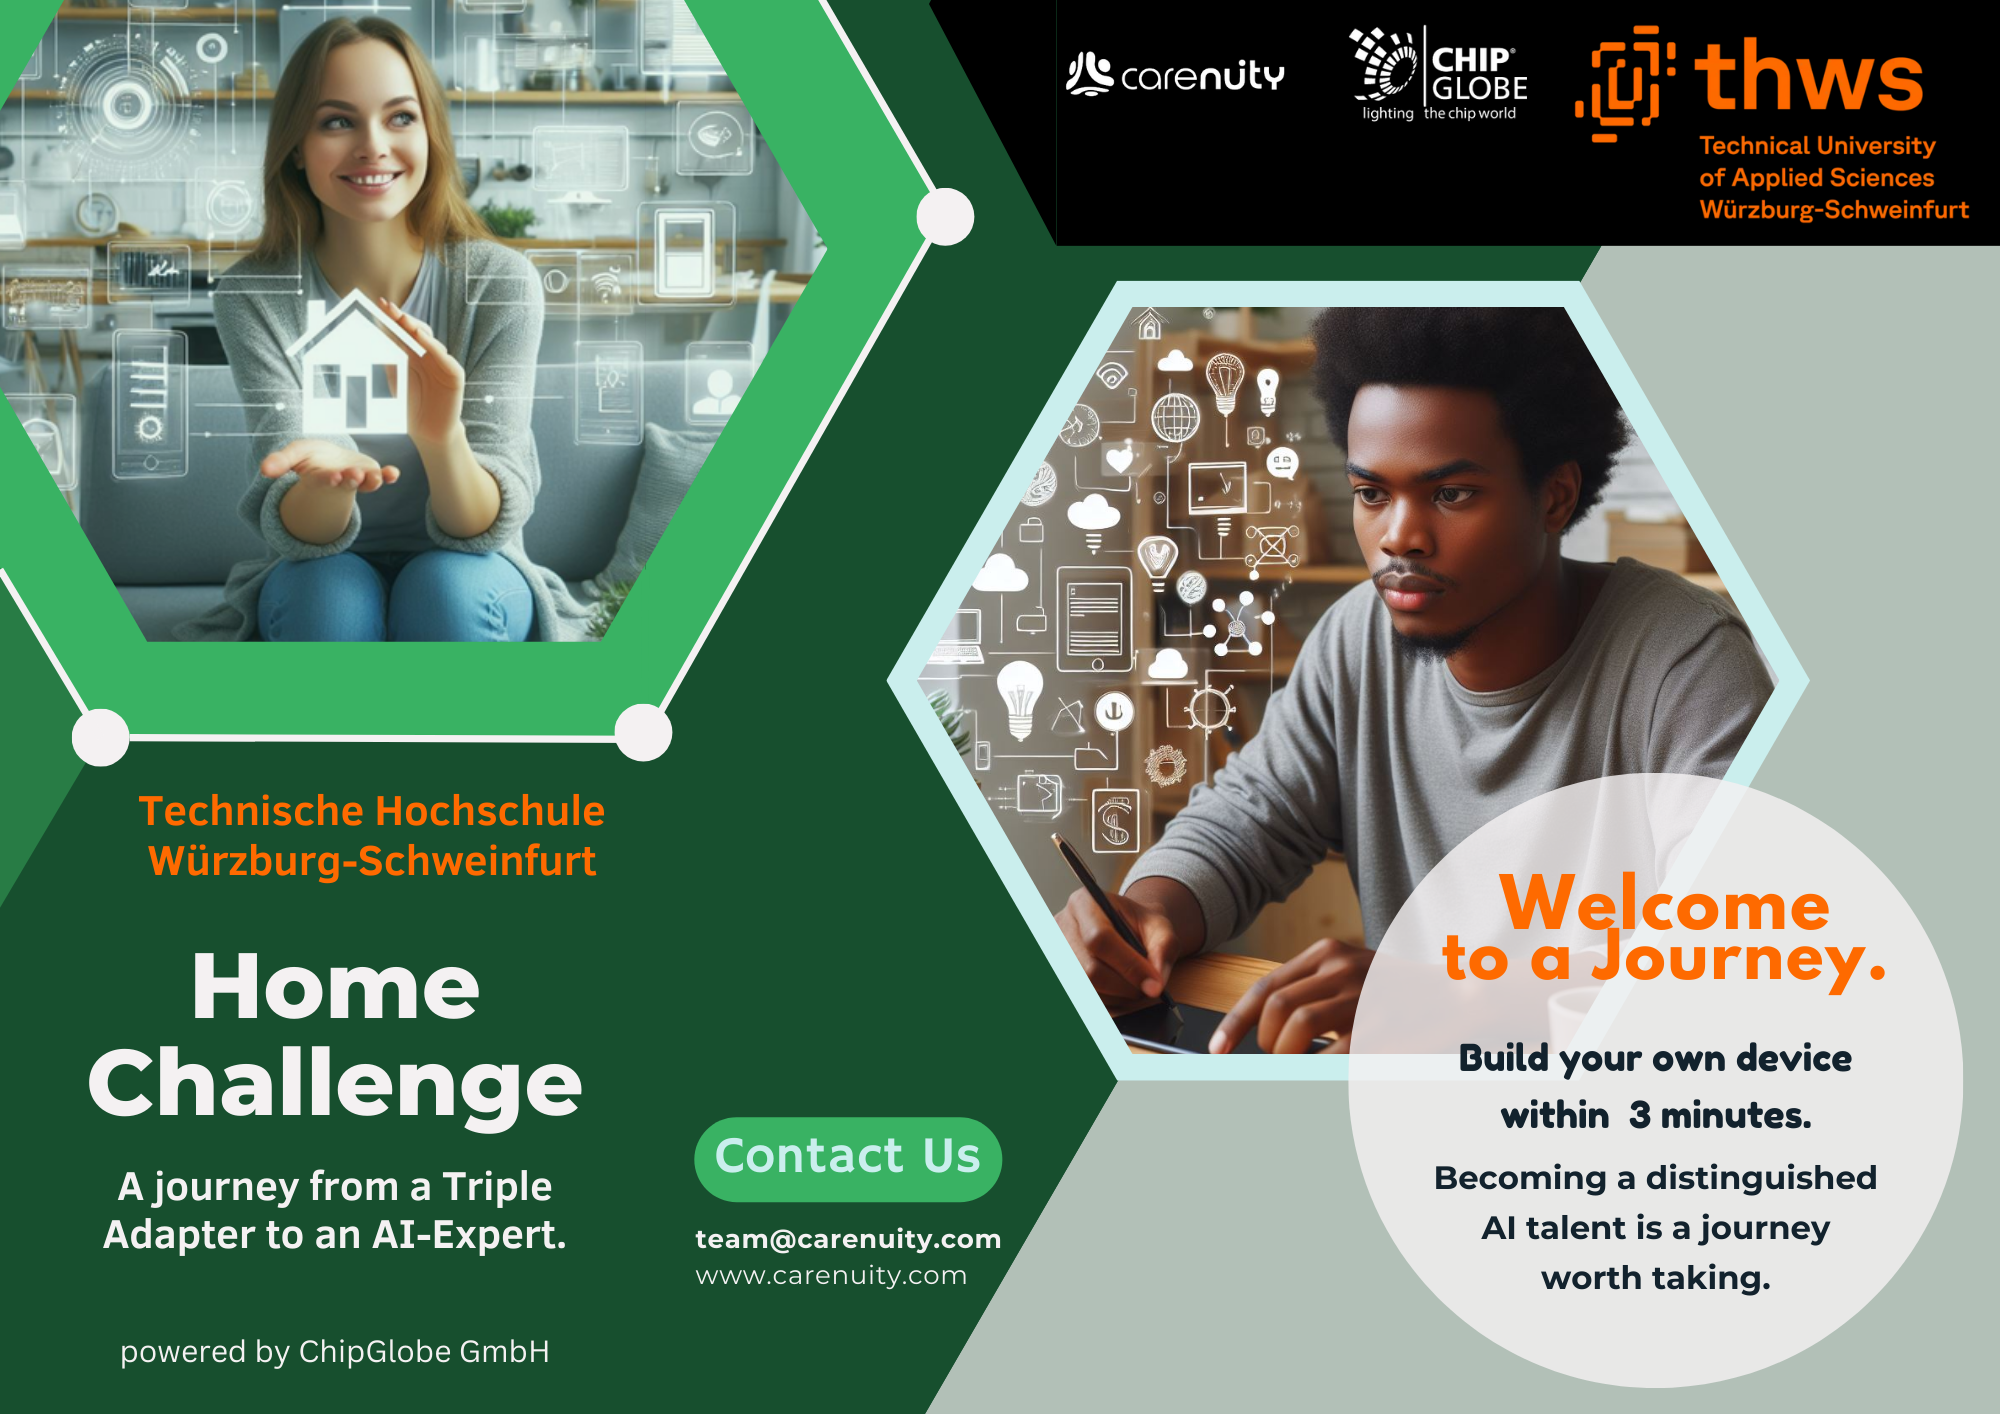 carenuity
CHIP®
GLOBE
lighting the chip world
thws
Technical University
of Applied Sciences
Würzburg-Schweinfurt
Technische Hochschule
Würzburg-Schweinfurt
Home
Challenge
A journey from a Triple
Adapter to an AI-Expert.
powered by ChipGlobe GmbH
Contact Us
team@carenuity.com
www.carenuity.com
Welcome
to a Journey.
Build your own device
within 3 minutes.
Becoming a distinguished
AI talent is a journey
worth taking.